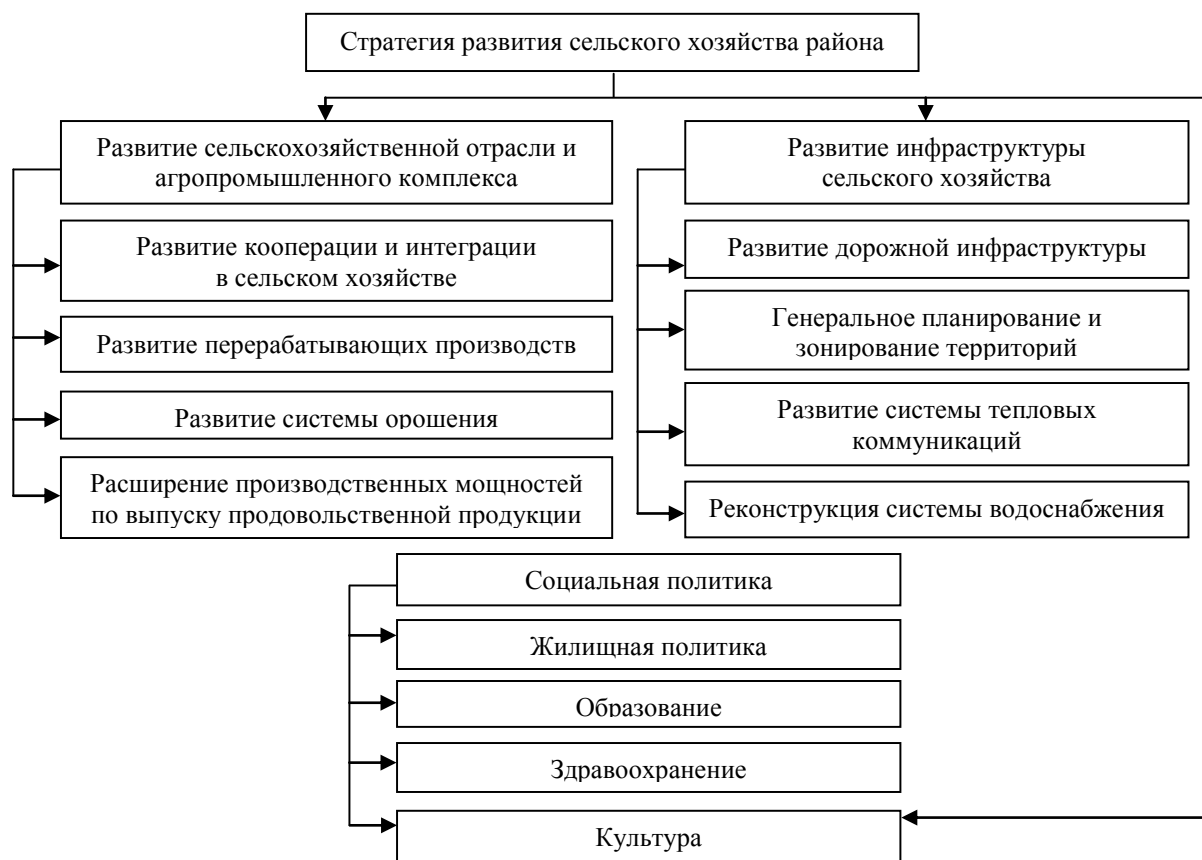 Стратегия развития сельского хозяйства района
Развитие сельскохозяйственной отрасли и
агропромышленного комплекса
Развитие кооперации и интеграции
в сельском хозяйстве
Развитие перерабатывающих производств
Развитие системы орошения
Расширение производственных мощностей
по выпуску продовольственной продукции
Развитие инфраструктуры
сельского хозяйства
Развитие дорожной инфраструктуры
Генеральное планирование и
зонирование территорий
Развитие системы тепловых
коммуникаций
Реконструкция системы водоснабжения
Социальная политика
Жилищная политика
Образование
Здравоохранение
Культура